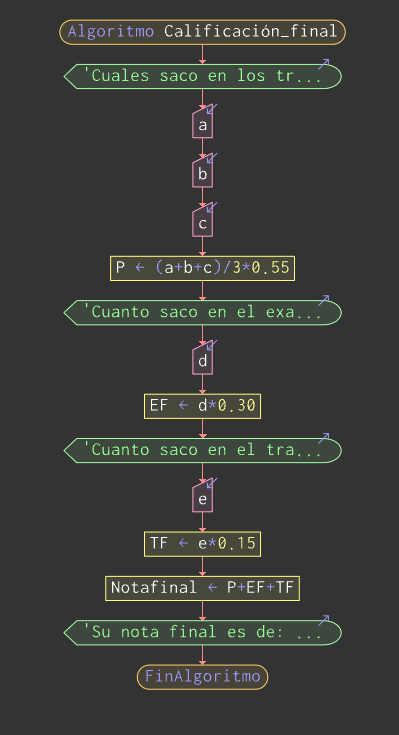 Algoritmo Calificación_final
'Cuales saco en los tr...
a
b
c
P ← (a+b+c)/3*0.55
'Cuanto saco en el exa...
d
EF ← d*0.30
'Cuanto saco en el tra...
e
TF ← e*0.15
Notafinal ← P+EF+TF
'Su nota final es de: ...
FinAlgoritmo